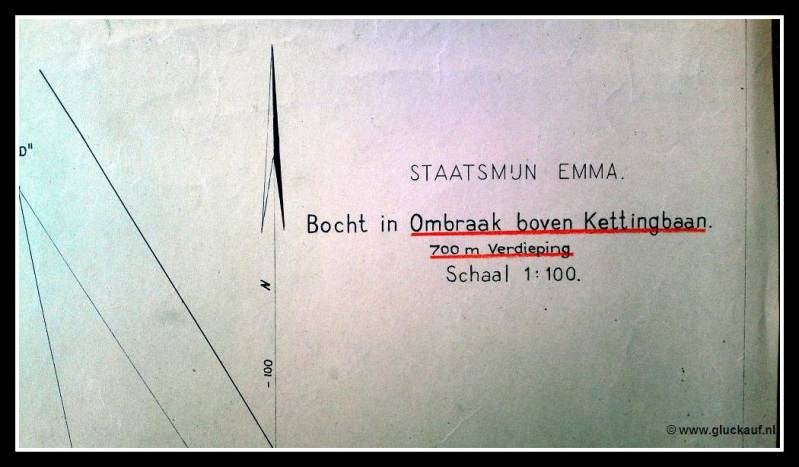 D"
STAATSMIJN EMMA.
Bocht in Ombraak boven Kettingbaan.
700 m Verdieping
Schaal 1:100.
N
-100
© www.gluckauf.nl